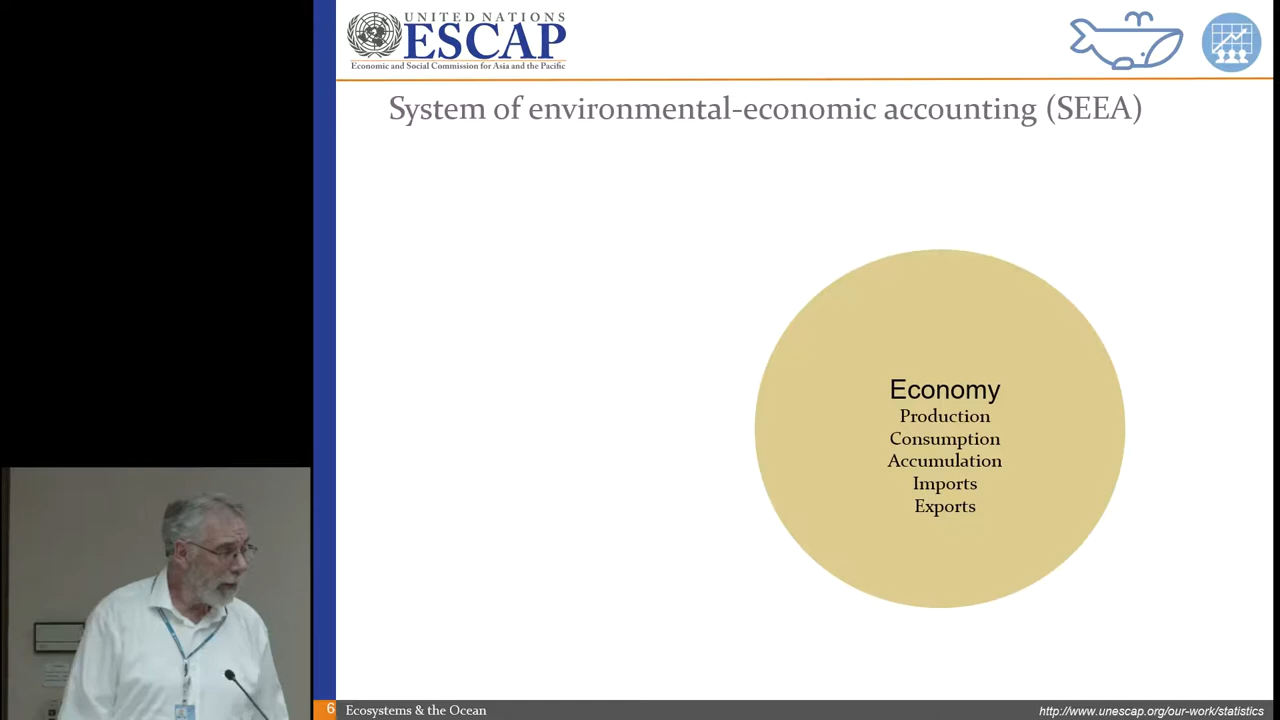 UNITED NATIONS
ESCAP
Economic and Social Commission for Asia and the Pacific
System of environmental-economic accounting (SEEA)
Economy
Production
Consumption
Accumulation
Imports
Exports
6
Ecosystems & the Ocean
http://www.unescap.org/our-work/statistics